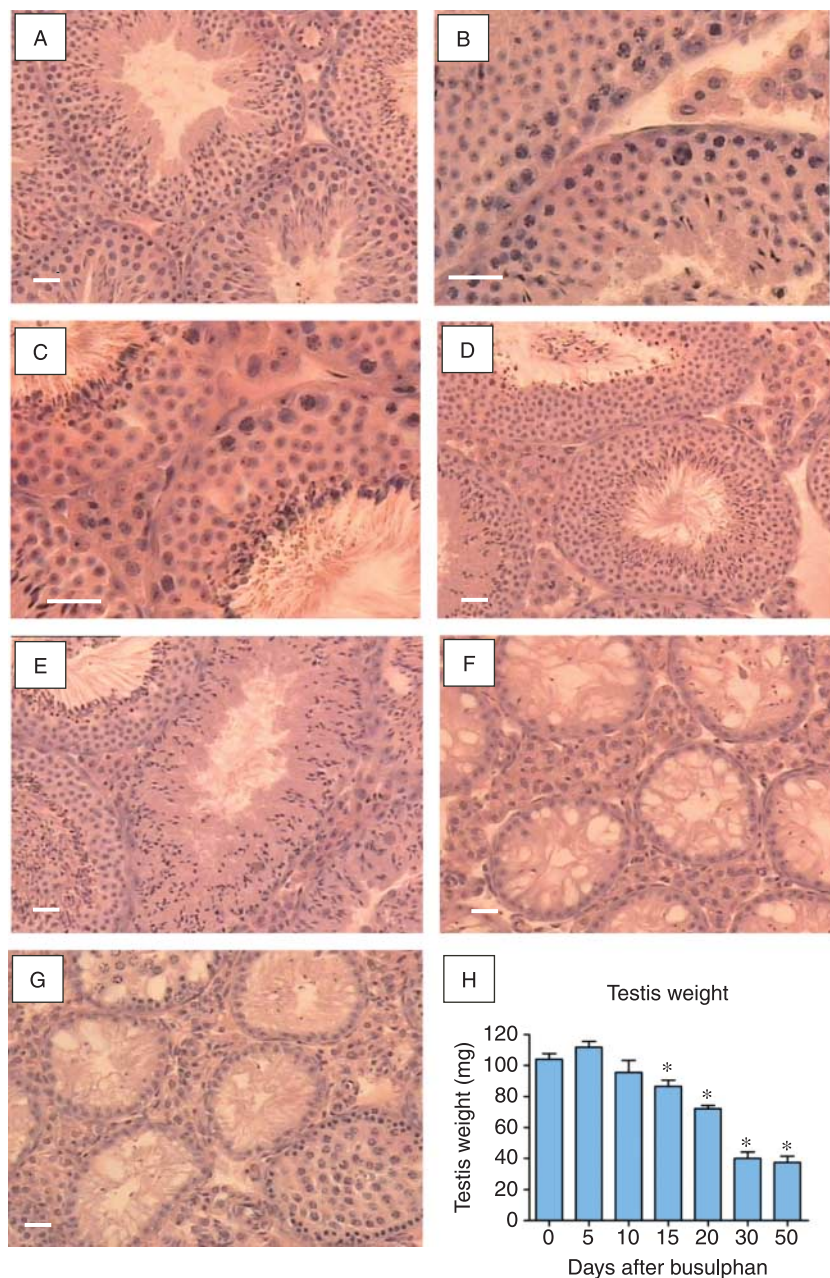 A
B
C
D
E
F
G
H
Testis weight
Testis weight (mg)
120
100
80
60
40
20
0
*
*
*
*
0 5 10 15 20 30 50
Days after busulphan